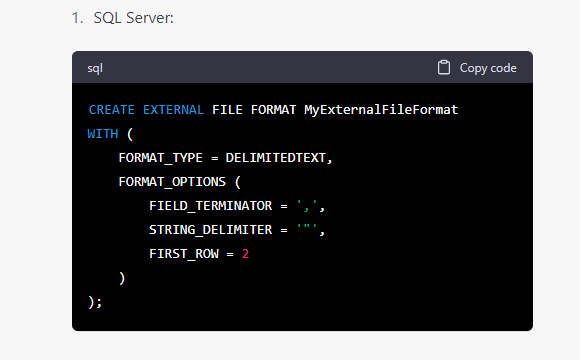 1. SQL Server:
sql Copy code
CREATE EXTERNAL FILE FORMAT MyExternalFileFormat
WITH (
    FORMAT_TYPE = DELIMITEDTEXT,
    FORMAT_OPTIONS (
        FIELD_TERMINATOR = ',',
        STRING_DELIMITER = '"',
        FIRST_ROW = 2
    )
);